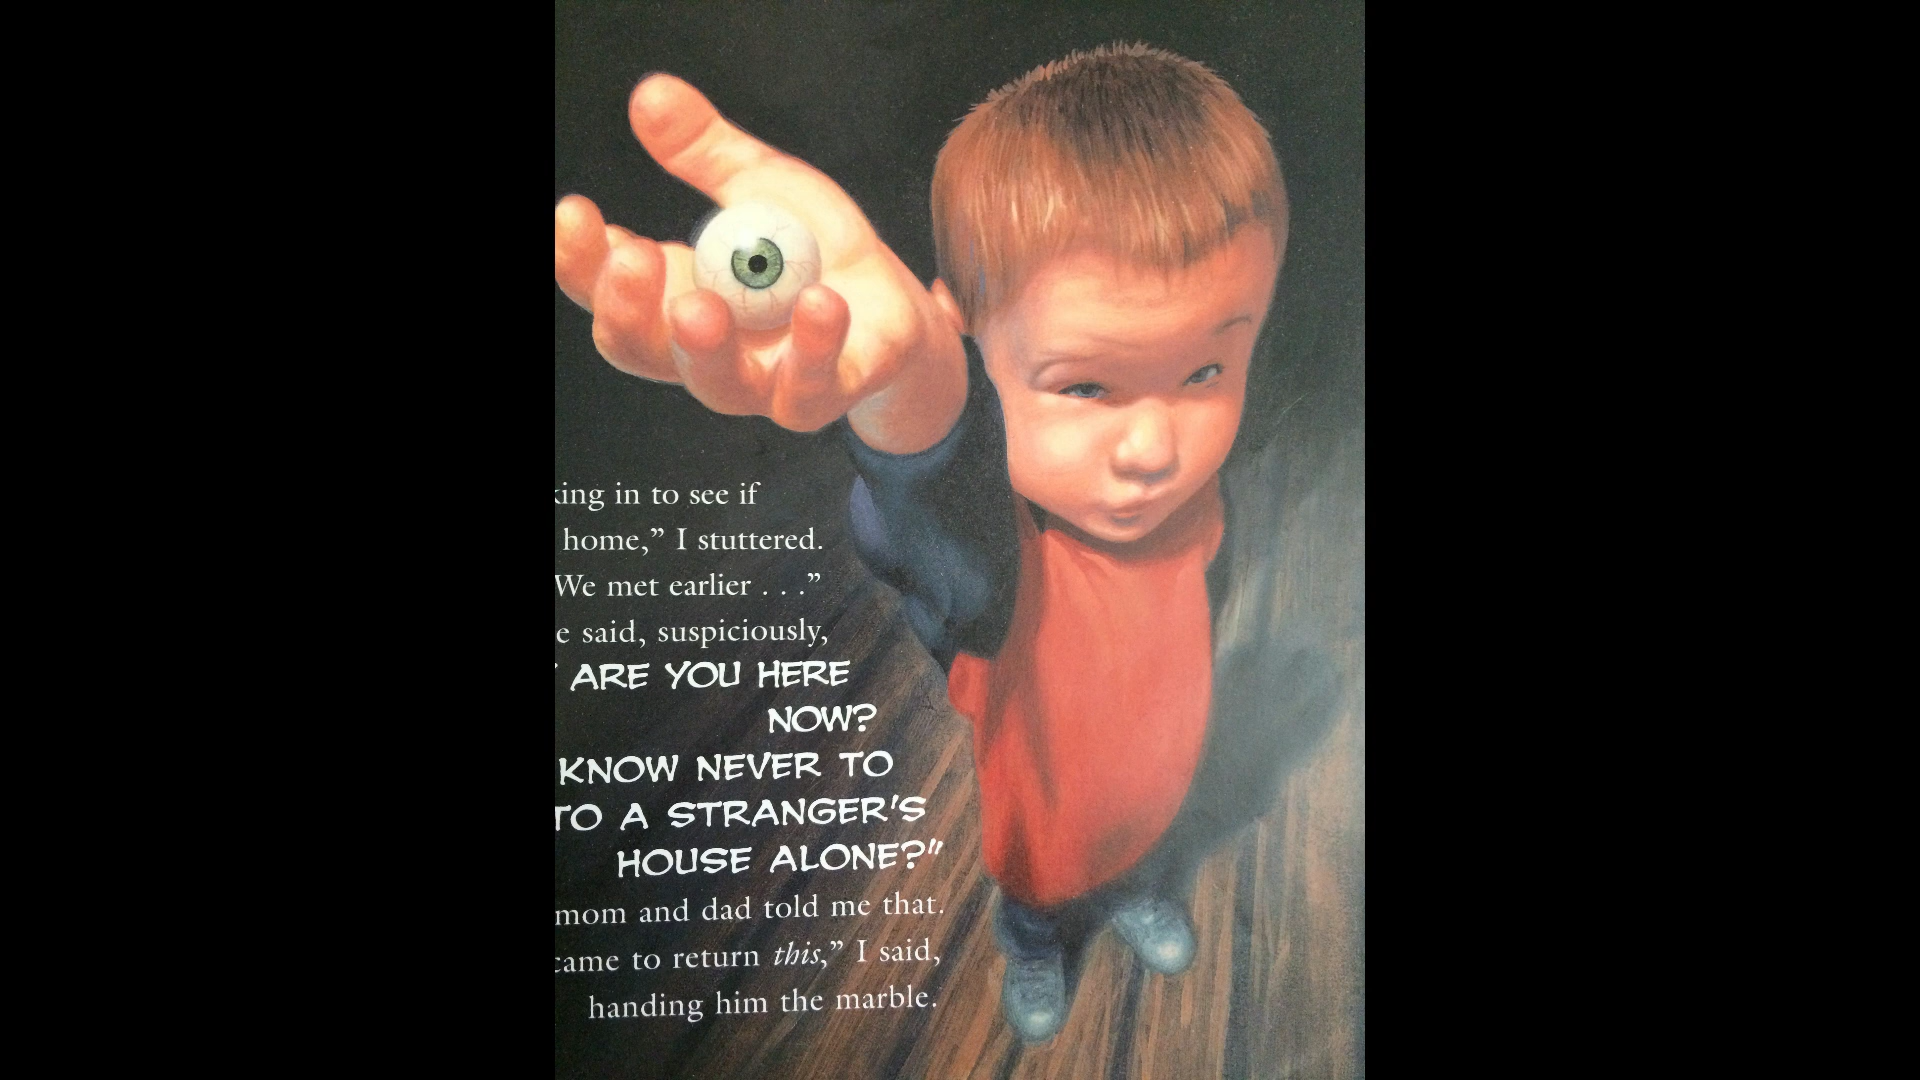 king in to see if
home,” I stuttered.
We met earlier . . .”
e said, suspiciously,
ARE YOU HERE
NOW?
KNOW NEVER TO
TO A STRANGER'S
HOUSE ALONE?”
mom and dad told me that.
came to return this,” I said,
handing him the marble.